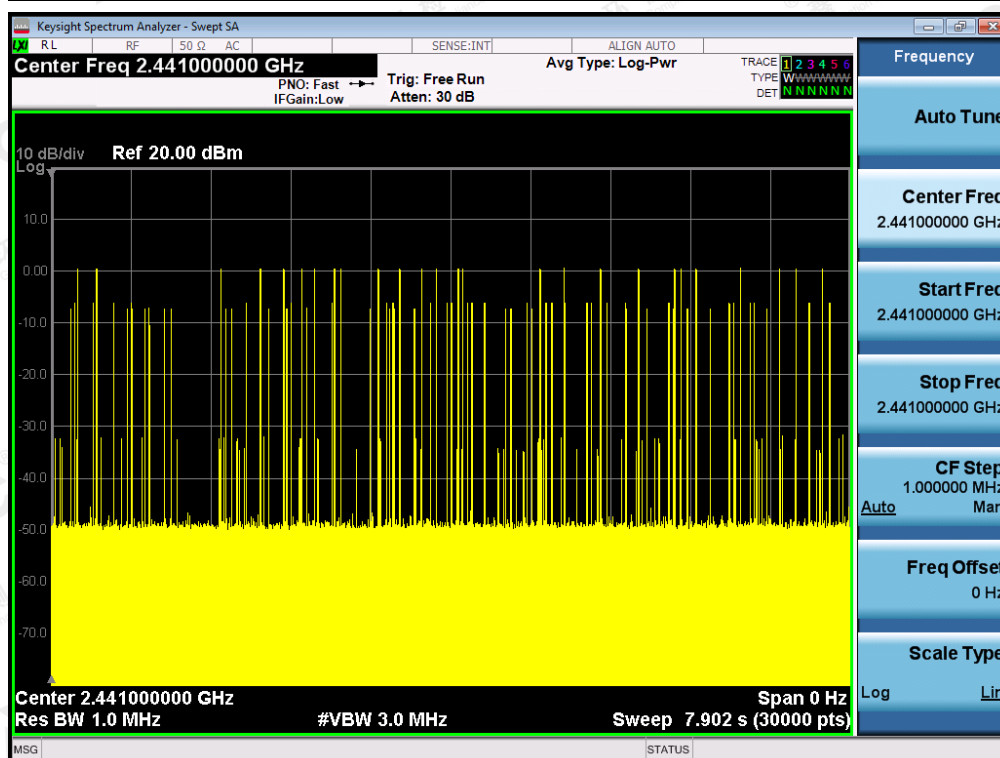 Keysight Spectrum Analyzer - Swept SA
LXI RL RF 50 Ω AC SENSE:INT ALIGN AUTO
Center Freq 2.441000000 GHz
PNO: Fast
IFGain:Low
Trig: Free Run
Atten: 30 dB
Avg Type: Log-Pwr
TRACE 1 2 3 4 5 6
TYPE WWWWWW
DET N N N N N N
10 dB/div Ref 20.00 dBm
Log
10.0
0.00
-10.0
-20.0
-30.0
-40.0
-50.0
-60.0
-70.0
Center 2.441000000 GHz Span 0 Hz
Res BW 1.0 MHz #VBW 3.0 MHz Sweep 7.902 s (30000 pts)
MSG STATUS
Frequency
Auto Tune
Center Freq
2.441000000 GHz
Start Freq
2.441000000 GHz
Stop Freq
2.441000000 GHz
CF Step
1.000000 MHz
Auto Man
Freq Offset
0 Hz
Scale Type
Log Lin